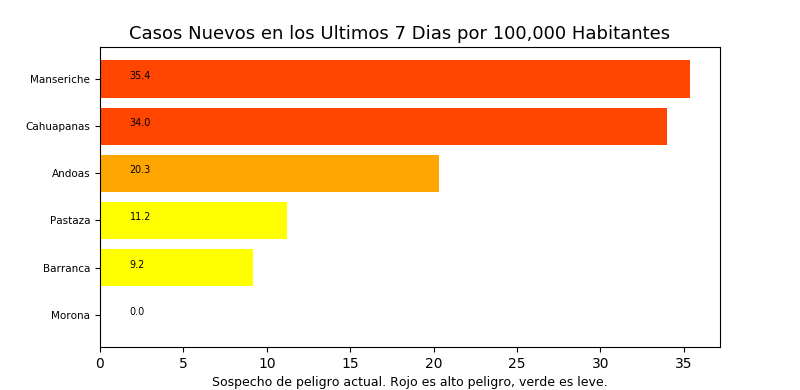 Casos Nuevos en los Ultimos 7 Dias por 100,000 Habitantes
Manseriche 35.4
Cahuapanas 34.0
Andoas 20.3
Pastaza 11.2
Barranca 9.2
Morona 0.0
0 5 10 15 20 25 30 35
Sospecho de peligro actual. Rojo es alto peligro, verde es leve.